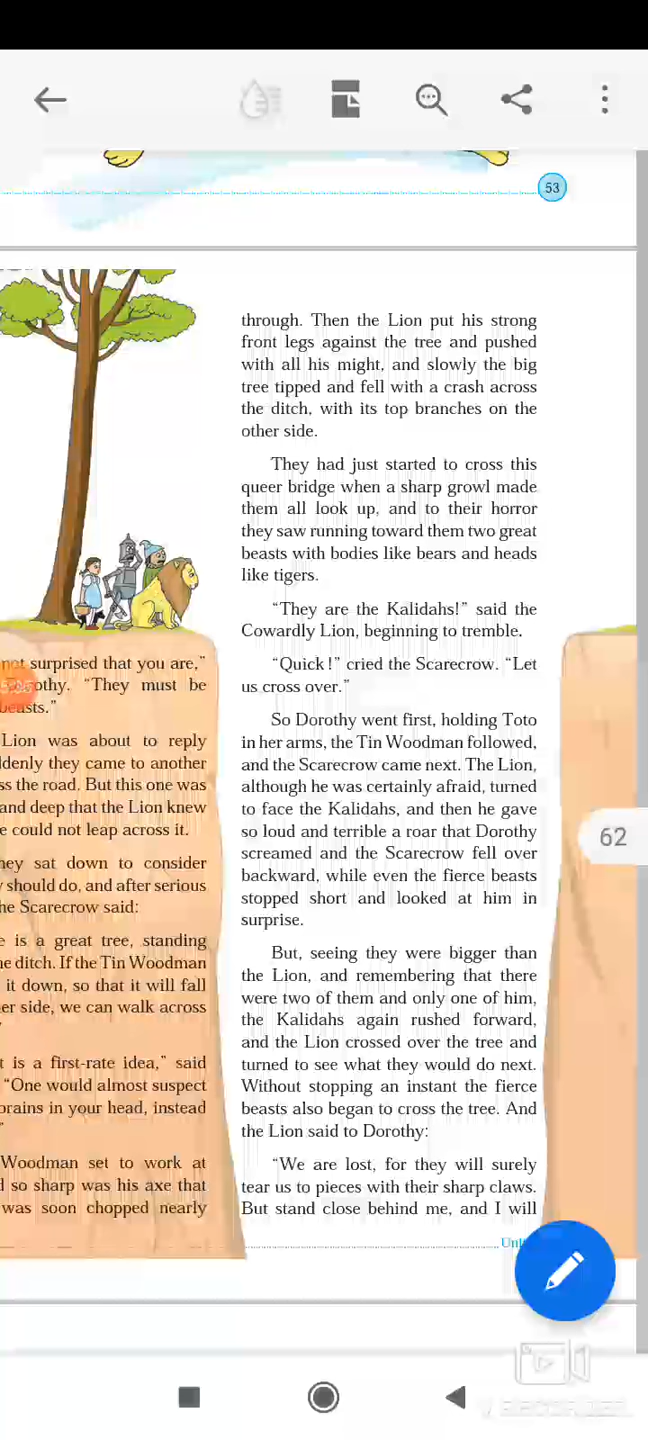 53
not surprised that you are,"
"They must be
Lion was about to reply
they came to another
the road. But this one was
and deep that the Lion knew
could not leap across it.
sat down to consider
should do, and after serious
the Scarecrow said:
is a great tree, standing
ditch. If the Tin Woodman
it down, so that it will fall
side, we can walk across
is a first-rate idea," said
"One would almost suspect
brains in your head, instead
Woodman set to work at
so sharp was his axe that
was soon chopped nearly
through. Then the Lion put his strong
front legs against the tree and pushed
with all his might, and slowly the big
tree tipped and fell with a crash across
the ditch, with its top branches on the
other side.
They had just started to cross this
queer bridge when a sharp growl made
them all look up, and to their horror
they saw running toward them two great
beasts with bodies like bears and heads
like tigers.
"They are the Kalidahs!" said the
Cowardly Lion, beginning to tremble.
"Quick!" cried the Scarecrow. "Let
us cross over."
So Dorothy went first, holding Toto
in her arms, the Tin Woodman followed,
and the Scarecrow came next. The Lion,
although he was certainly afraid, turned
to face the Kalidahs, and then he gave
so loud and terrible a roar that Dorothy
screamed and the Scarecrow fell over
backward, while even the fierce beasts
stopped short and looked at him in
surprise.
But, seeing they were bigger than
the Lion, and remembering that there
were two of them and only one of him,
the Kalidahs again rushed forward,
and the Lion crossed over the tree and
turned to see what they would do next.
Without stopping an instant the fierce
beasts also began to cross the tree. And
the Lion said to Dorothy:
"We are lost, for they will surely
tear us to pieces with their sharp claws.
But stand close behind me, and I will
62